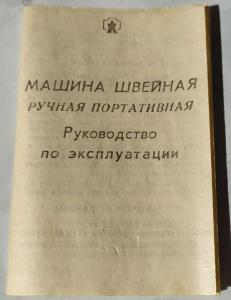 МАШИНА ШВЕЙНАЯ
РУЧНАЯ ПОРТАТИВНАЯ
Руководство
по эксплуатации